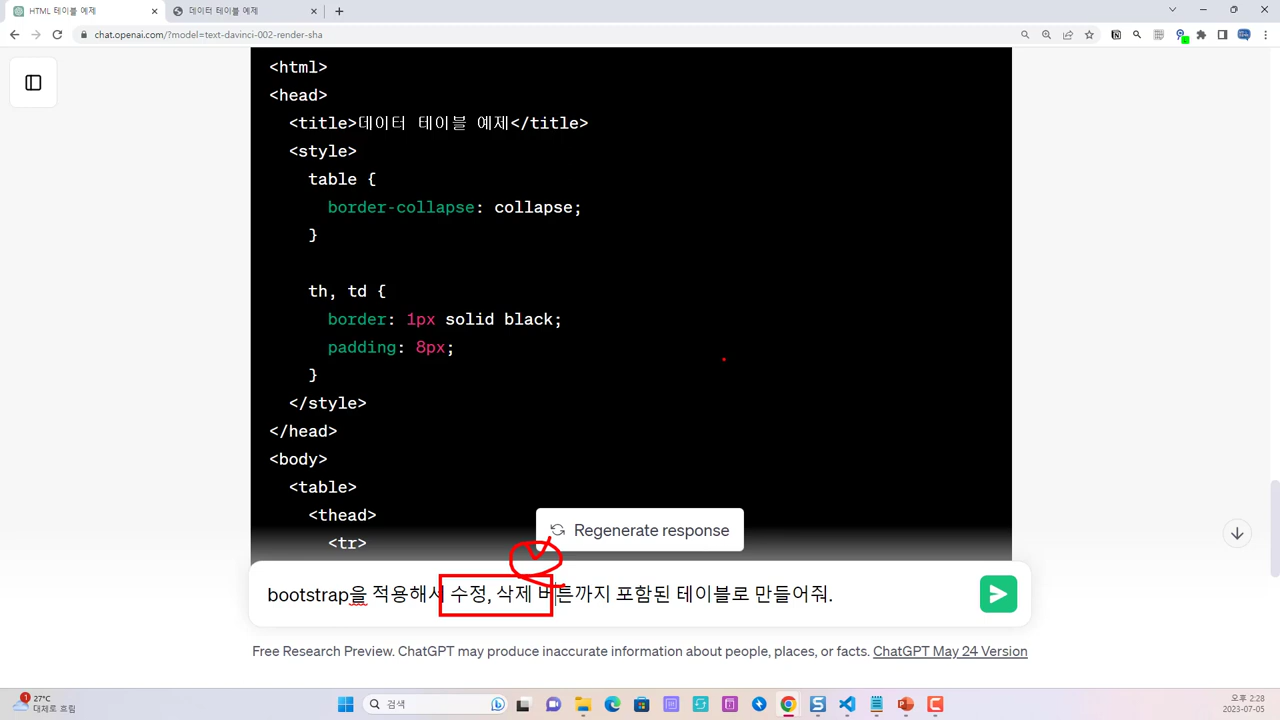 HTML 테이블 예제
데이터 테이블 예제
chat.openai.com/?model=text-davinci-002-render-sha
<html>
<head>
<title>데이터 테이블 예제</title>
<style>
table {
border-collapse: collapse;
}
th, td {
border: 1px solid black;
padding: 8px;
}
</style>
</head>
<body>
<table>
<thead>
<tr>
Regenerate response
bootstrap을 적용해서 수정, 삭제 버튼까지 포함된 테이블로 만들어줘.
Free Research Preview. ChatGPT may produce inaccurate information about people, places, or facts. ChatGPT May 24 Version
1
27°C
대체로 흐림
검색
오후 2:28
2023-07-05